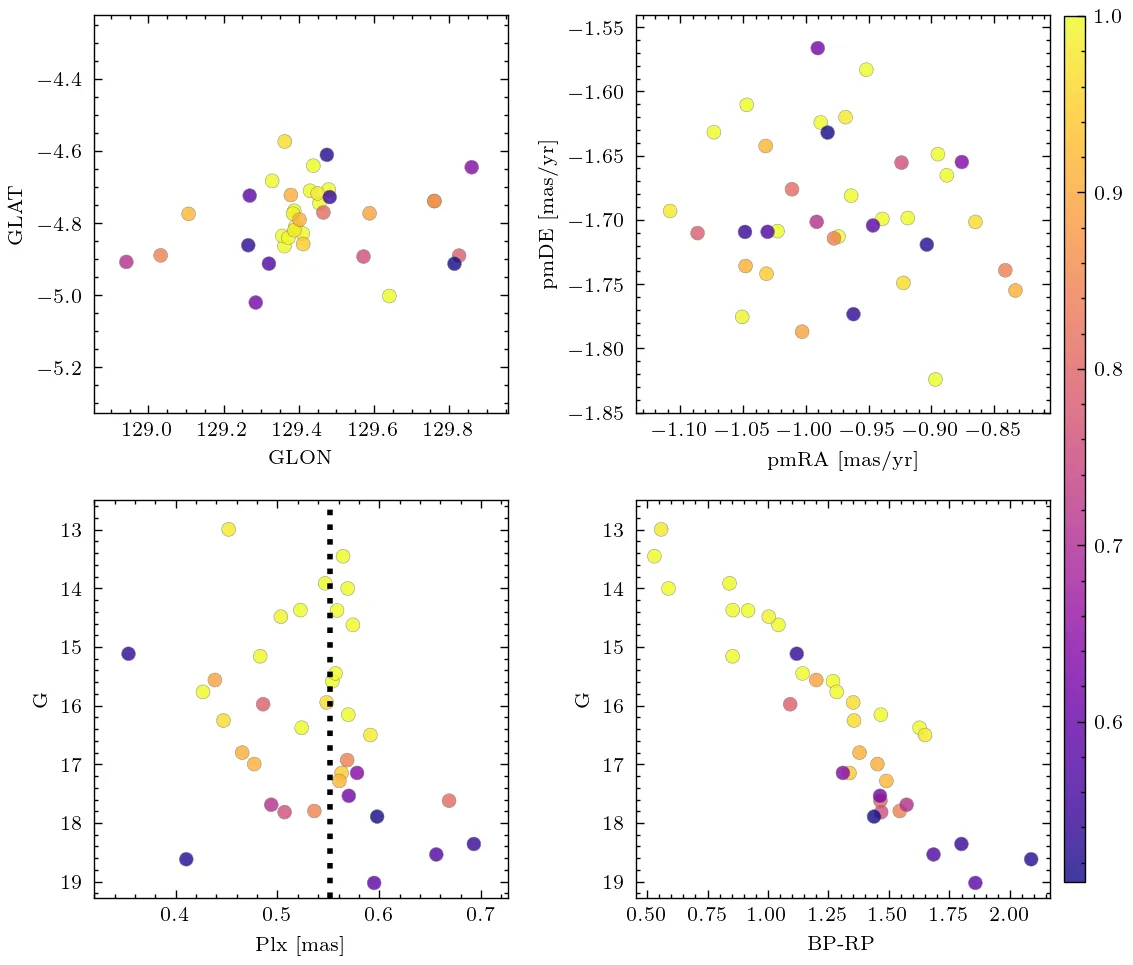 −4.4
−4.6
−4.8
−5.0
−5.2
GLAT
129.0 129.2 129.4 129.6 129.8
GLON
−1.55
−1.60
−1.65
−1.70
−1.75
−1.80
−1.85
pmDE [mas/yr]
−1.10 −1.05 −1.00 −0.95 −0.90 −0.85
pmRA [mas/yr]
13
14
15
16
17
18
19
G
0.4 0.5 0.6 0.7
Plx [mas]
13
14
15
16
17
18
19
G
0.50 0.75 1.00 1.25 1.50 1.75 2.00
BP-RP
1.0
0.9
0.8
0.7
0.6